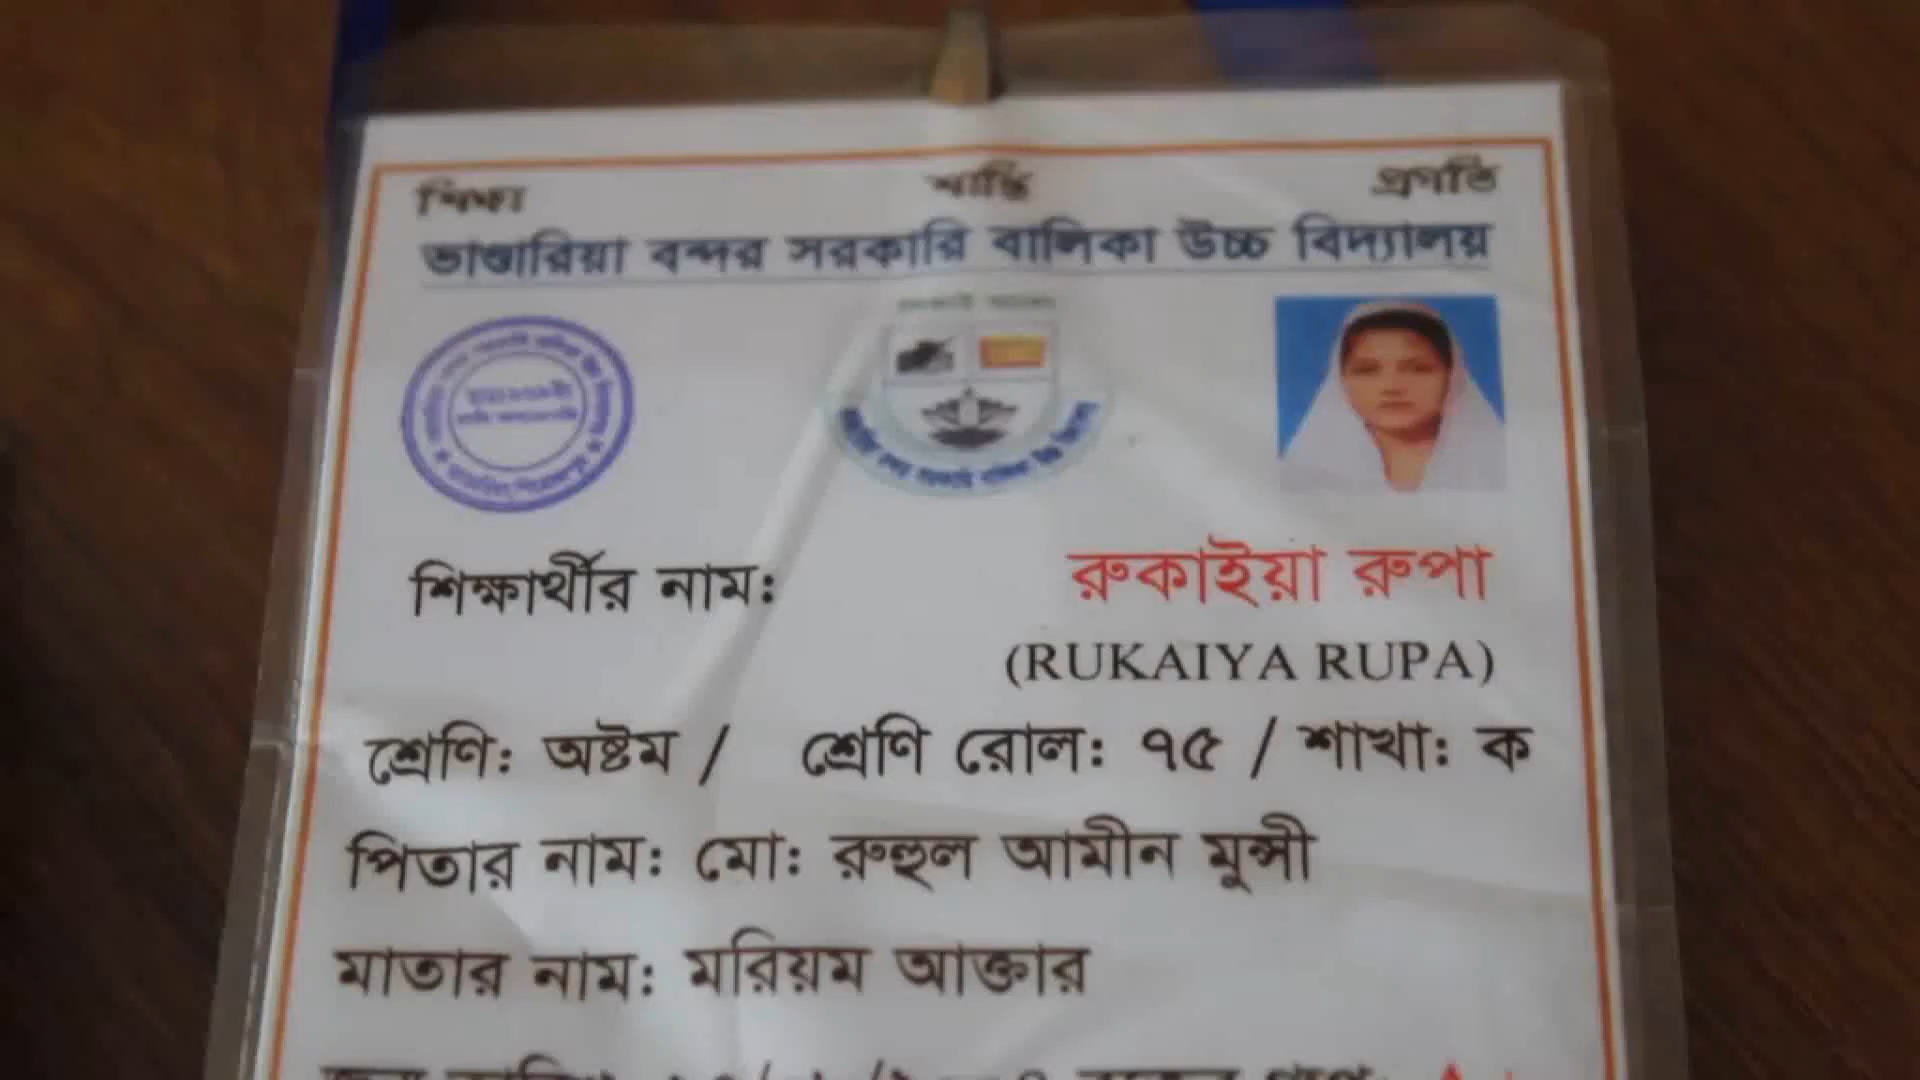 শিক্ষা শান্তি প্রগতি
ভাণ্ডারিয়া বন্দর সরকারি বালিকা উচ্চ বিদ্যালয়
শিক্ষার্থীর নাম: রুকাইয়া রুপা
(RUKAIYA RUPA)
শ্রেণি: অষ্টম / শ্রেণি রোল: ৭৫ / শাখা: ক
পিতার নাম: মো: রুহুল আমীন মুন্সী
মাতার নাম: মরিয়ম আক্তার